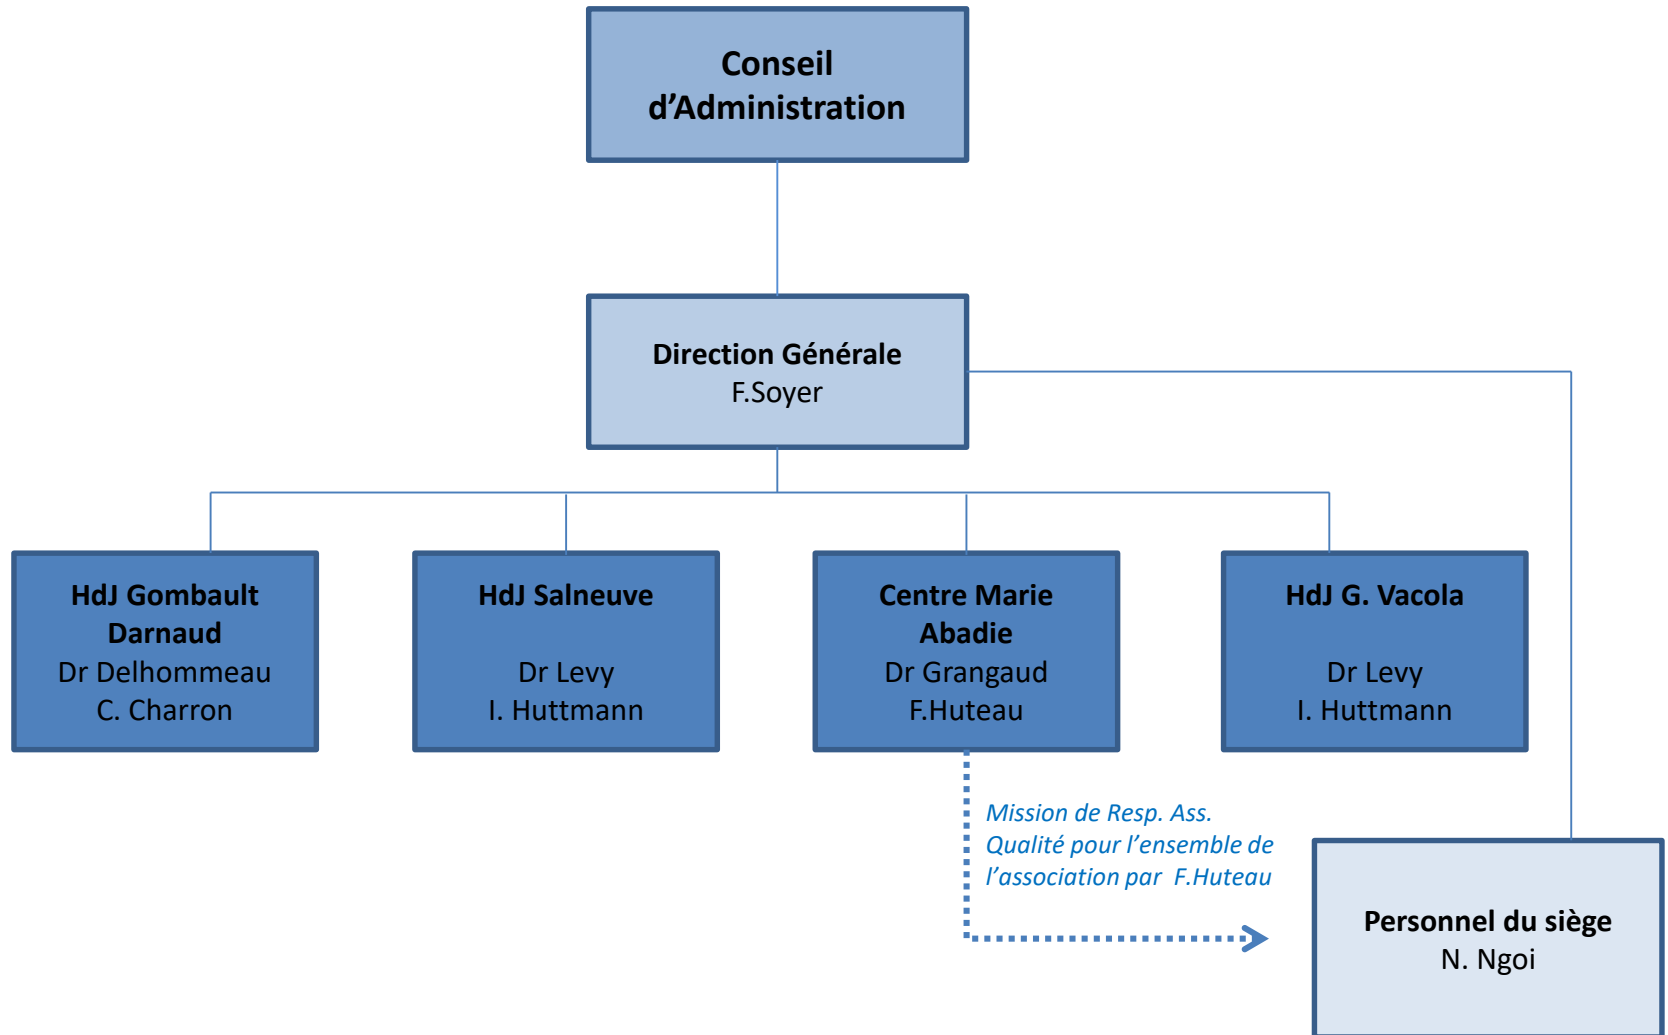 Conseil
d’Administration
Direction Générale
F.Soyer
HdJ Gombault
Darnaud
Dr Delhommeau
C. Charron
HdJ Salneuve
Dr Levy
I. Huttmann
Centre Marie
Abadie
Dr Grangaud
F.Huteau
HdJ G. Vacola
Dr Levy
I. Huttmann
Mission de Resp. Ass.
Qualité pour l’ensemble de
l’association par  F.Huteau
Personnel du siège
N. Ngoi